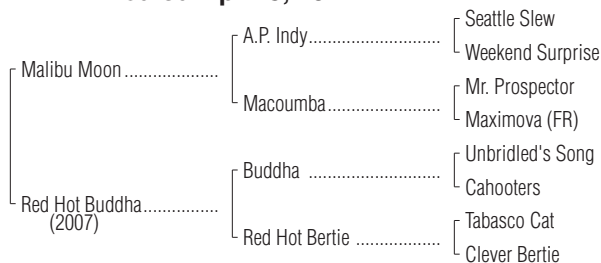 Seattle Slew
A.P. Indy
Weekend Surprise
Malibu Moon
Mr. Prospector
Macoumba
Maximova (FR)
Unbridled's Song
Buddha
Cahooters
Red Hot Buddha
(2007)
Tabasco Cat
Red Hot Bertie
Clever Bertie